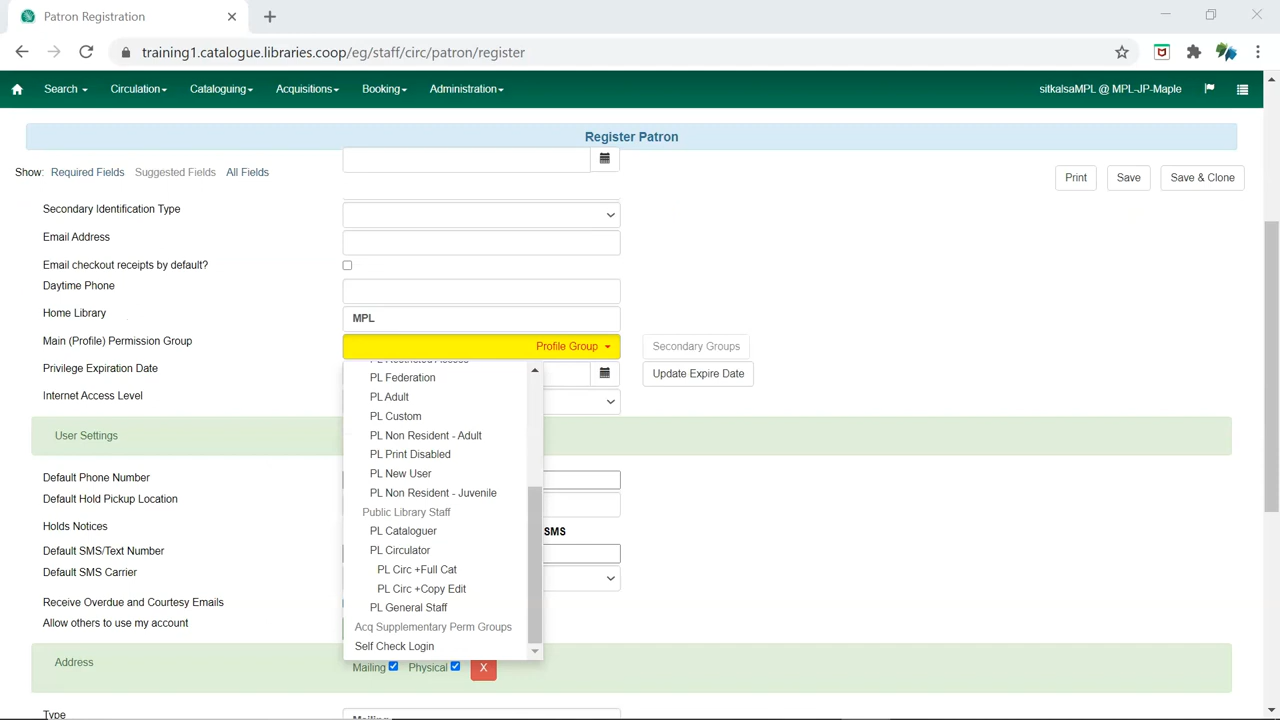 Patron Registration
training1.catalogue.libraries.coop/eg/staff/circ/patron/register
Search Circulation Cataloguing Acquisitions Booking Administration sitkalsaMPL @ MPL-JP-Maple
Register Patron
Show: Required Fields Suggested Fields All Fields
Print Save Save & Clone
Secondary Identification Type
Email Address
Email checkout receipts by default?
Daytime Phone
Home Library MPL
Main (Profile) Permission Group Profile Group Secondary Groups
PL Restricted Access
Privilege Expiration Date Update Expire Date
PL Federation
Internet Access Level
PL Adult
PL Custom
User Settings
PL Non Resident - Adult
PL Print Disabled
PL New User
Default Phone Number
PL Non Resident - Juvenile
Default Hold Pickup Location
Public Library Staff
Holds Notices SMS
PL Cataloguer
Default SMS/Text Number
PL Circulator
Default SMS Carrier
PL Circ +Full Cat
PL Circ +Copy Edit
Receive Overdue and Courtesy Emails
PL General Staff
Allow others to use my account
Acq Supplementary Perm Groups
Self Check Login
Address Mailing Physical X
Type Mailing